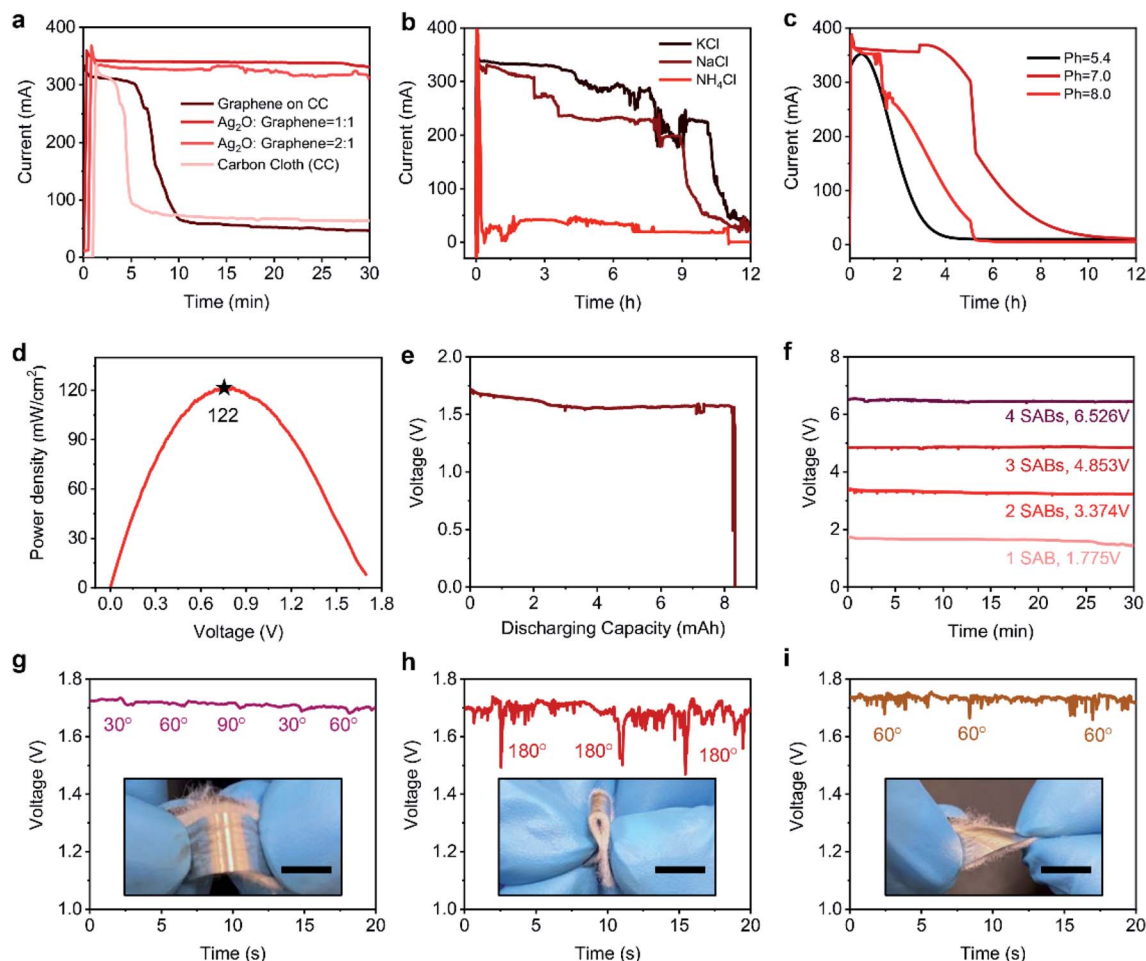 a
400
300
200
100
0
Current (mA)
Graphene on CC
Ag₂O: Graphene=1:1
Ag₂O: Graphene=2:1
Carbon Cloth (CC)
0 5 10 15 20 25 30
Time (min)
b
400
300
200
100
0
Current (mA)
KCl
NaCl
NH₄Cl
0 3 6 9 12
Time (h)
c
400
300
200
100
0
Current (mA)
Ph=5.4
Ph=7.0
Ph=8.0
0 2 4 6 8 10 12
Time (h)
d
120
90
60
30
0
Power density (mW/cm²)
122
0.0 0.3 0.6 0.9 1.2 1.5 1.8
Voltage (V)
e
2.0
1.5
1.0
0.5
0.0
Voltage (V)
0 2 4 6 8
Discharging Capacity (mAh)
f
8
6
4
2
0
Voltage (V)
4 SABs, 6.526V
3 SABs, 4.853V
2 SABs, 3.374V
1 SAB, 1.775V
0 5 10 15 20 25 30
Time (min)
g
1.8
1.6
1.4
1.2
1.0
Voltage (V)
30° 60° 90° 30° 60°
0 5 10 15 20
Time (s)
h
1.8
1.6
1.4
1.2
1.0
Voltage (V)
180° 180° 180°
0 5 10 15 20
Time (s)
i
1.8
1.6
1.4
1.2
1.0
Voltage (V)
60° 60° 60°
0 5 10 15 20
Time (s)